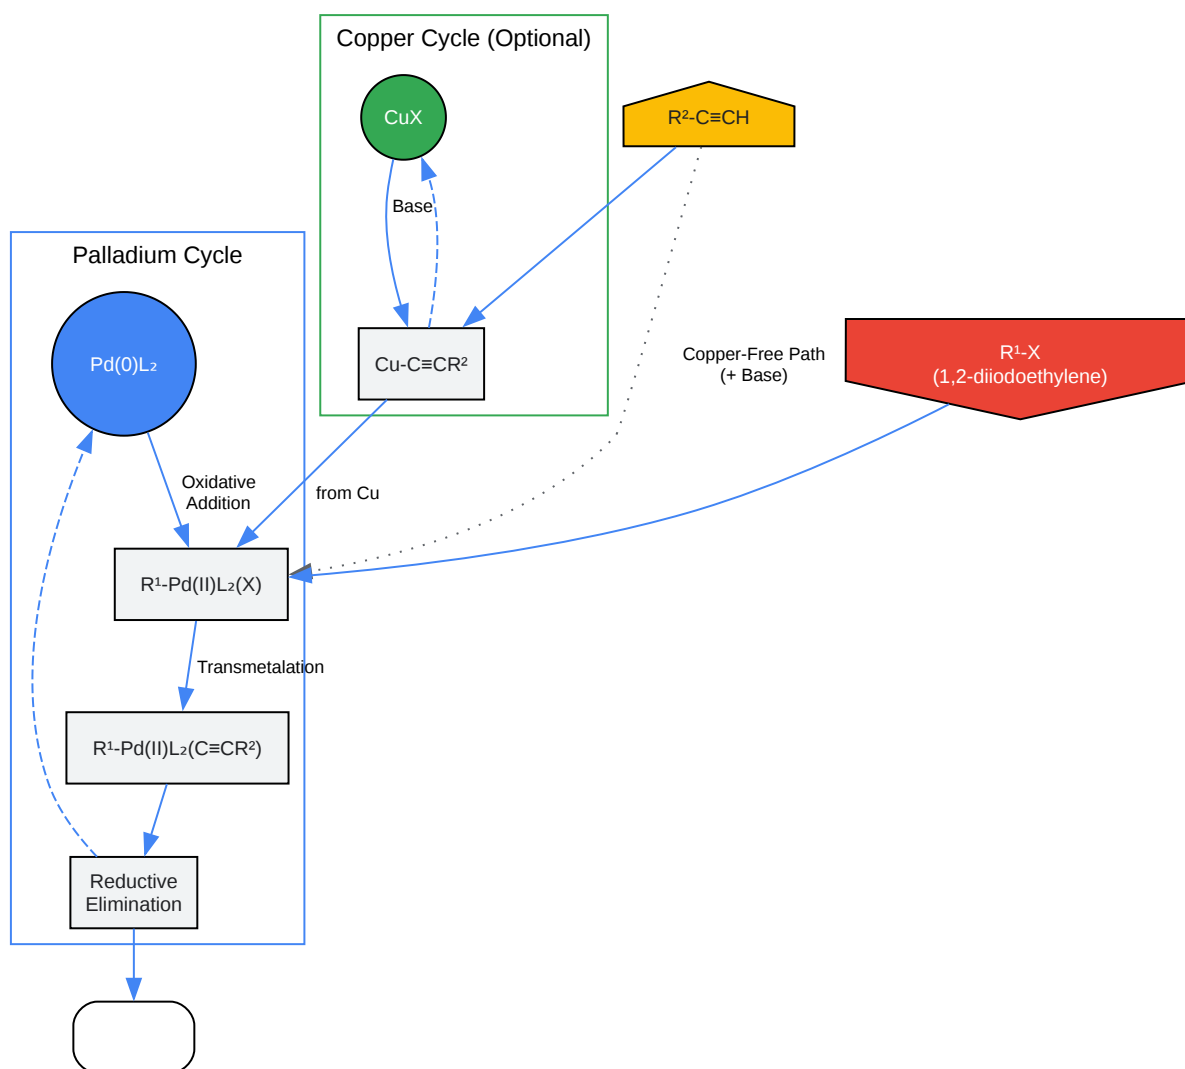 Copper Cycle (Optional)
CuX
R²-C≡CH
Base
Palladium Cycle
Pd(0)L₂
Cu-C≡CR²
Copper-Free Path
(+ Base)
R¹-X
(1,2-diiodoethylene)
Oxidative
Addition
from Cu
R¹-Pd(II)L₂(X)
Transmetalation
R¹-Pd(II)L₂(C≡CR²)
Reductive
Elimination